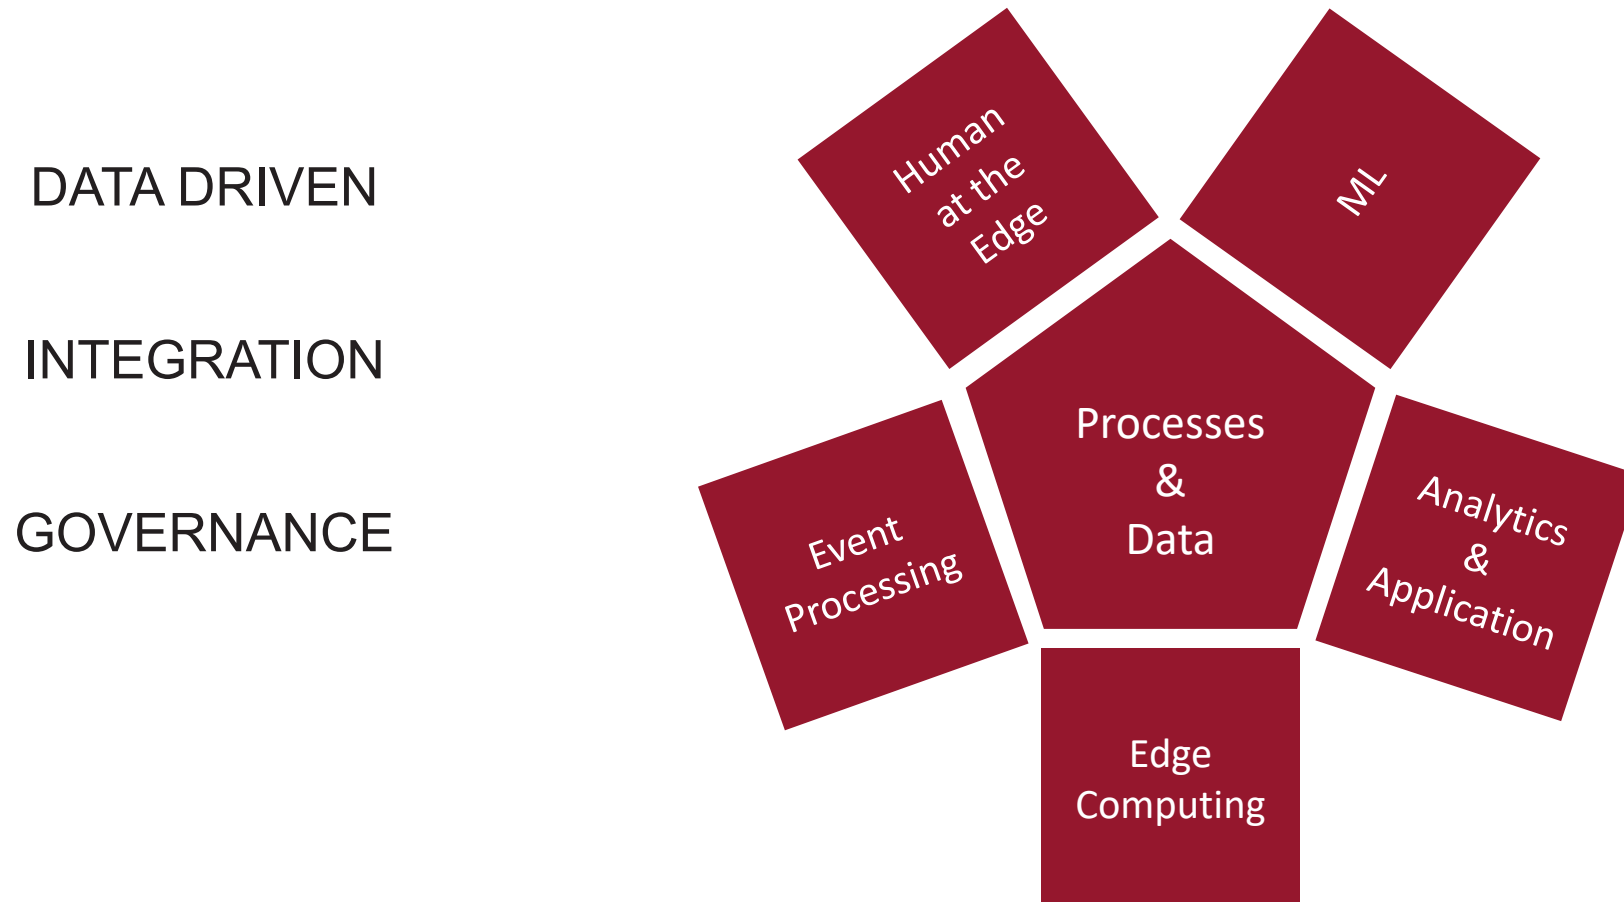 DATA DRIVEN
INTEGRATION
GOVERNANCE
Human
at the
Edge
ML
Processes
&
Data
Analytics
&
Application
Event
Processing
Edge
Computing